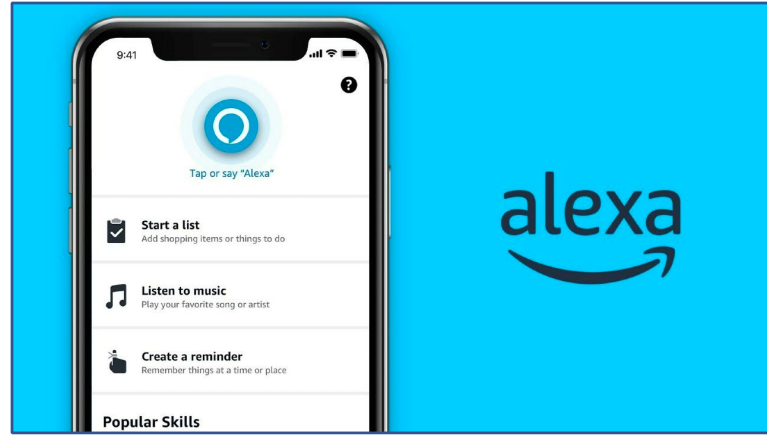 9:41
?
Tap or say "Alexa"
Start a list
Add shopping items or things to do
Listen to music
Play your favorite song or artist
Create a reminder
Remember things at a time or place
Popular Skills
alexa